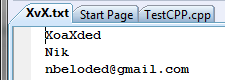 XvX.txt Start Page TestCPP.cpp
XoaXded
Nik
nbeloded@gmail.com